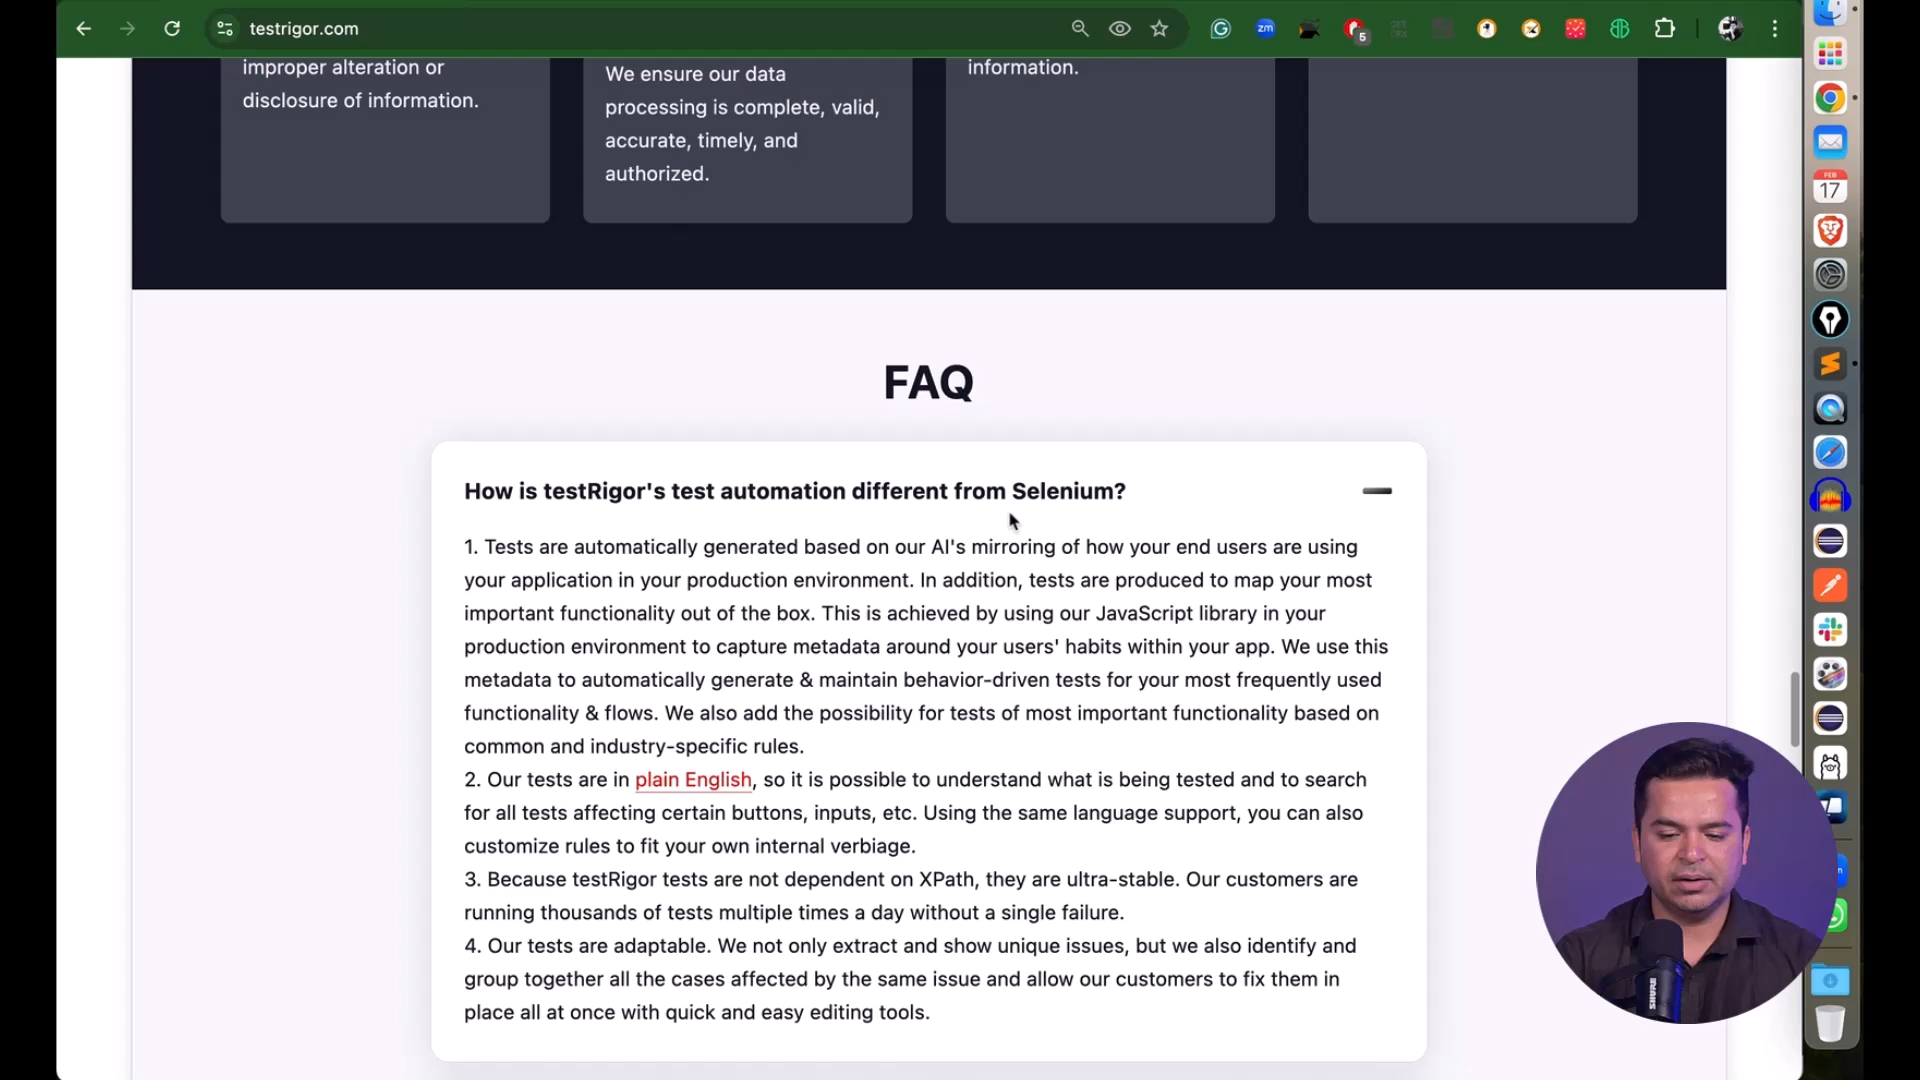 testrigor.com
zm
5
improper alteration or
disclosure of information.
We ensure our data
processing is complete, valid,
accurate, timely, and
authorized.
information.
FEB
17
FAQ
How is testRigor's test automation different from Selenium?
1. Tests are automatically generated based on our AI's mirroring of how your end users are using
your application in your production environment. In addition, tests are produced to map your most
important functionality out of the box. This is achieved by using our JavaScript library in your
production environment to capture metadata around your users' habits within your app. We use this
metadata to automatically generate & maintain behavior-driven tests for your most frequently used
functionality & flows. We also add the possibility for tests of most important functionality based on
common and industry-specific rules.
2. Our tests are in plain English, so it is possible to understand what is being tested and to search
for all tests affecting certain buttons, inputs, etc. Using the same language support, you can also
customize rules to fit your own internal verbiage.
3. Because testRigor tests are not dependent on XPath, they are ultra-stable. Our customers are
running thousands of tests multiple times a day without a single failure.
4. Our tests are adaptable. We not only extract and show unique issues, but we also identify and
group together all the cases affected by the same issue and allow our customers to fix them in
place all at once with quick and easy editing tools.
SHURE